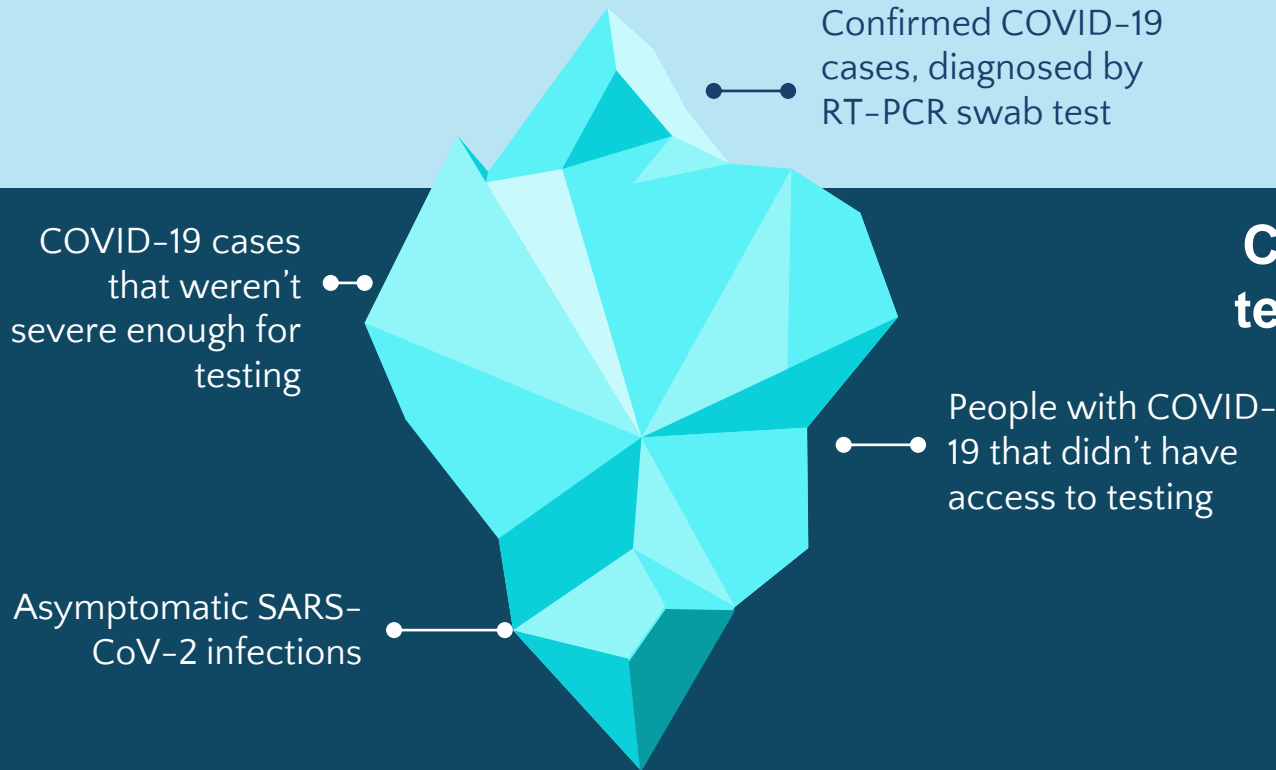 Confirmed COVID-19
cases, diagnosed by
RT-PCR swab test
COVID-19 cases
that weren't
severe enough for
testing
People with COVID-
19 that didn't have
access to testing
Asymptomatic SARS-
CoV-2 infections